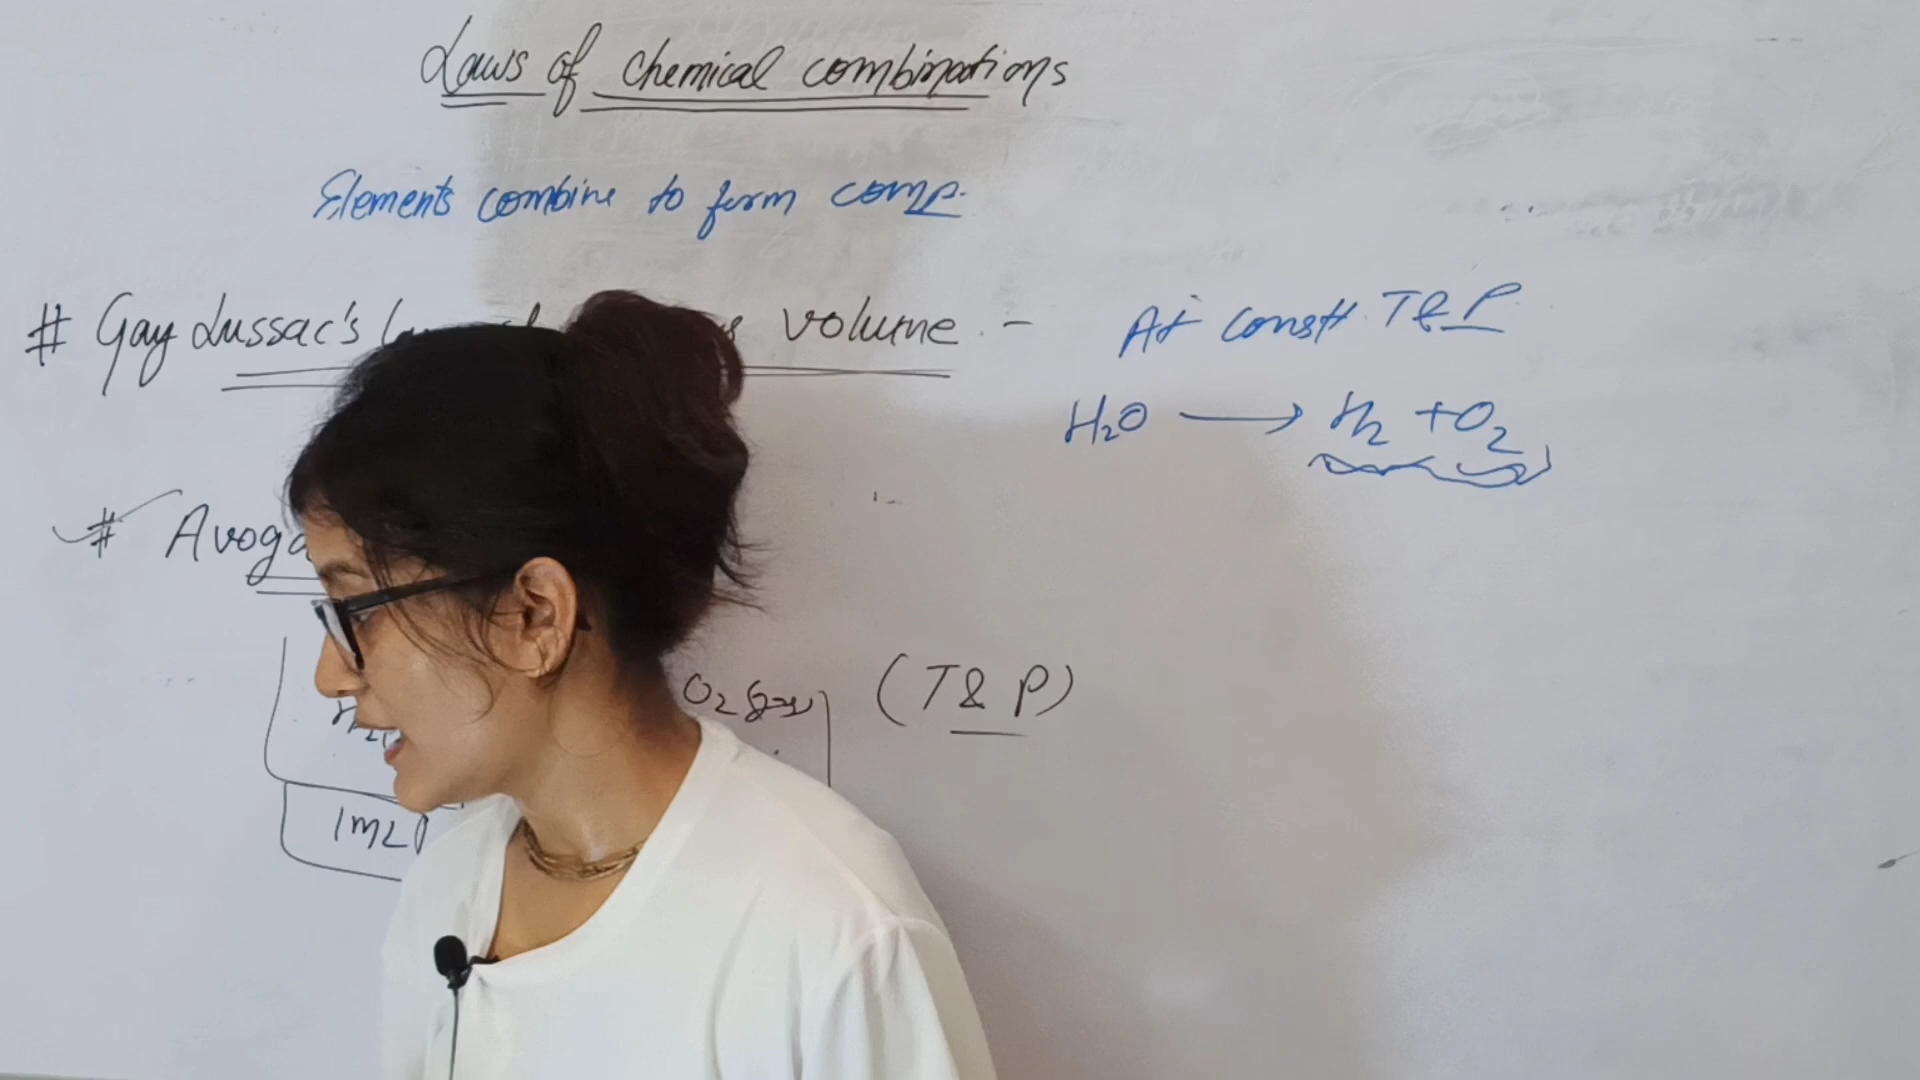 Laws of chemical combinations
Elements combine to form comp.
# Gay Lussac's volume -
At constt. T & P
H₂O → H₂ + O₂
# Avoga
O₂ (T & P)
1mL